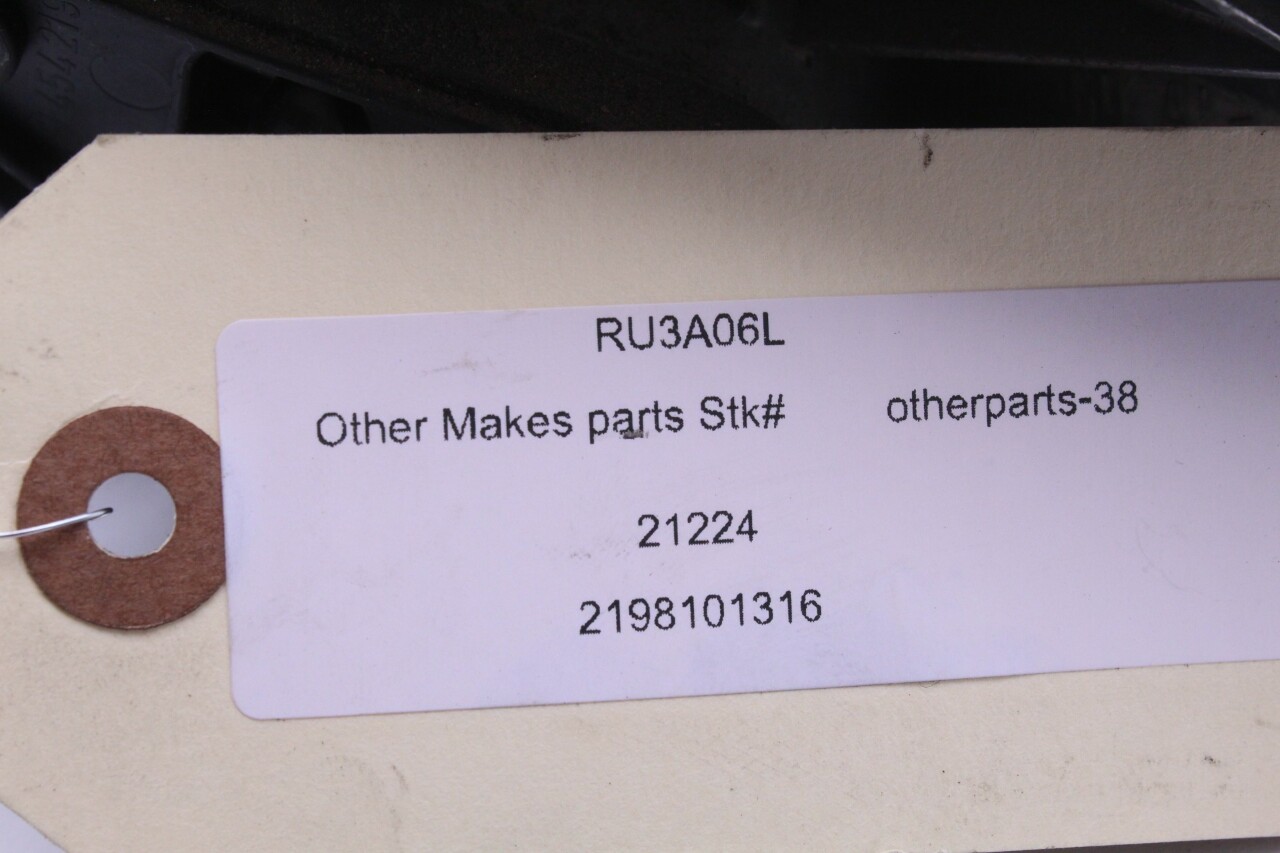 RU3A06L
Other Makes parts Stk# otherparts-38
21224
2198101316